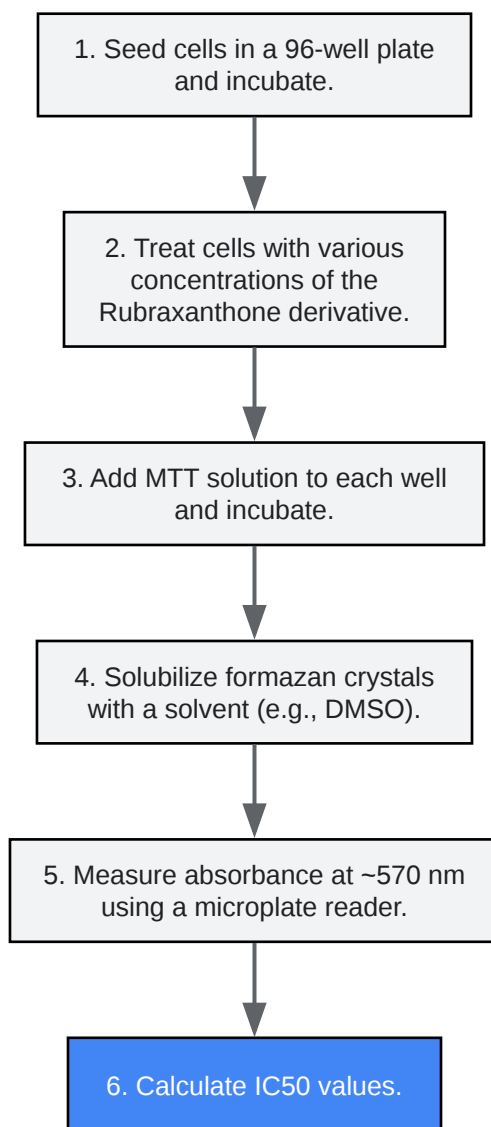 1. Seed cells in a 96-well plate
and incubate.
2. Treat cells with various
concentrations of the
Rubraxanthone derivative.
3. Add MTT solution to each well
and incubate.
4. Solubilize formazan crystals
with a solvent (e.g., DMSO).
5. Measure absorbance at ~570 nm
using a microplate reader.
6. Calculate IC50 values.